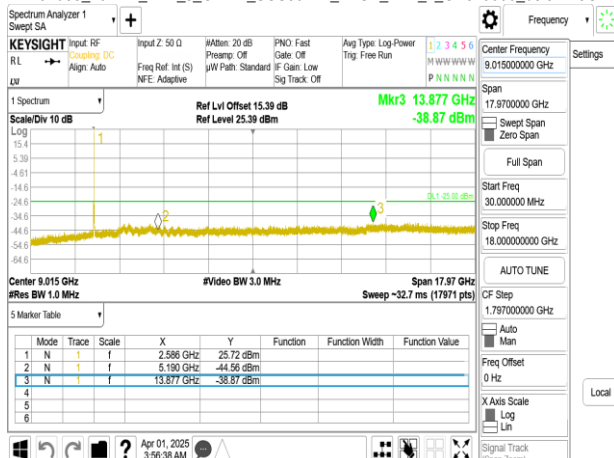 Spectrum Analyzer 1
Swept SA
Frequency
KEYSIGHT Input: RF Input Z: 50 Ω #Atten: 20 dB PNO: Fast Avg Type: Log-Power 1 2 3 4 5 6
RL Coupling: DC Preamp: Off Gate: Off Trig: Free Run M W W W W W
Align: Auto Freq Ref: Int (S) µW Path: Standard IF Gain: Low
LXI NFE: Adaptive Sig Track: Off P N N N N N
1 Spectrum
Ref Lvl Offset 15.39 dB Mkr3 13.877 GHz
Scale/Div 10 dB Ref Level 25.39 dBm -38.87 dBm
Log
15.4
5.39
-4.61
-14.6
-24.6
-34.6
-44.6
-54.6
-64.6
1
2
3
DL1 -25.00 dBm
Center 9.015 GHz #Video BW 3.0 MHz Span 17.97 GHz
#Res BW 1.0 MHz Sweep ~32.7 ms (17971 pts)
5 Marker Table
Mode Trace Scale X Y Function Function Width Function Value
1 N 1 f 2.586 GHz 25.72 dBm
2 N 1 f 5.190 GHz -44.56 dBm
3 N 1 f 13.877 GHz -38.87 dBm
4
5
6
Apr 01, 2025
3:56:38 AM
Center Frequency
9.015000000 GHz
Settings
Span
17.9700000 GHz
Swept Span
Zero Span
Full Span
Start Freq
30.000000 MHz
Stop Freq
18.000000000 GHz
AUTO TUNE
CF Step
1.797000000 GHz
Auto
Man
Freq Offset
0 Hz
Local
X Axis Scale
Log
Lin
Signal Track